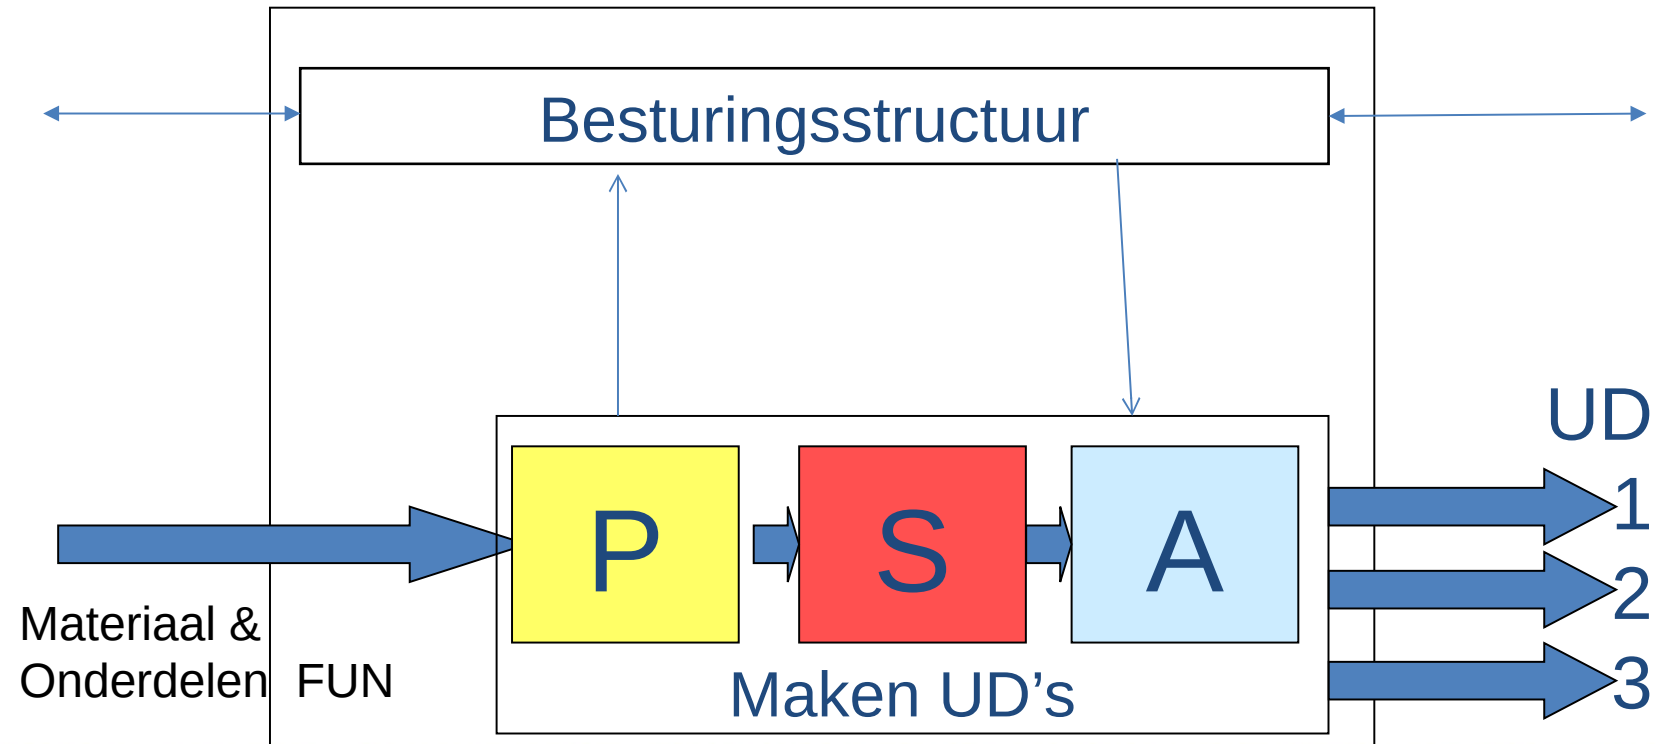 Besturingsstructuur
UD
1
2
3
P
S
A
Materiaal &
Onderdelen
FUN
Maken UD’s